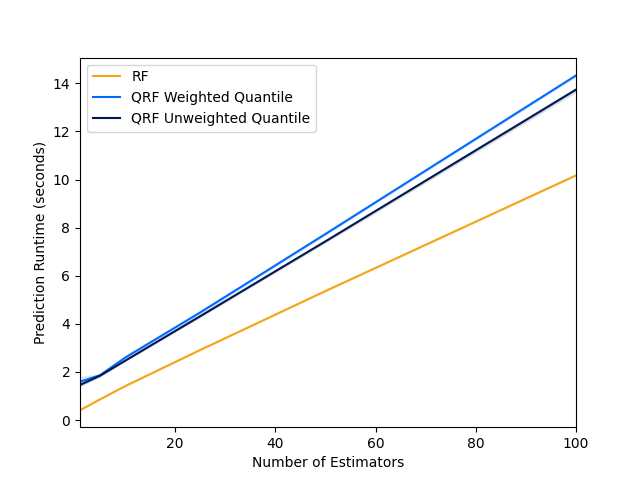 RF
QRF Weighted Quantile
QRF Unweighted Quantile
Prediction Runtime (seconds)
14
12
10
8
6
4
2
0
20 40 60 80 100
Number of Estimators